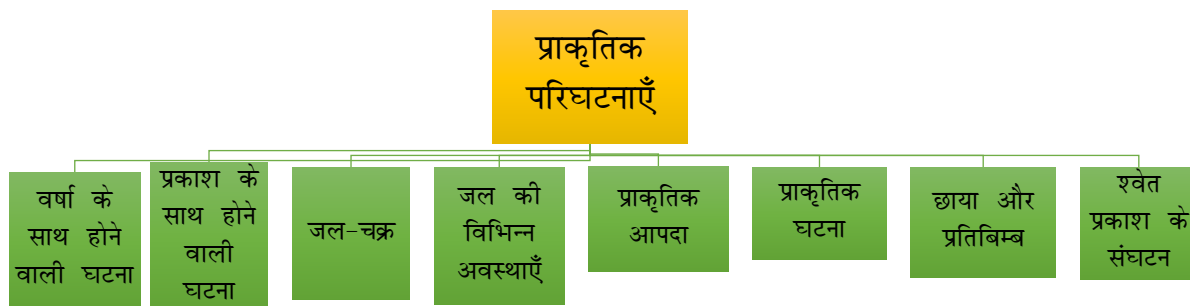 प्राकृतिक
परिघटनाएँ
वर्षा के
साथ होने
वाली घटना
प्रकाश के
साथ होने
वाली
घटना
जल-चक्र
जल की
विभिन्न
अवस्थाएँ
प्राकृतिक
आपदा
प्राकृतिक
घटना
छाया और
प्रतिबिम्ब
श्वेत
प्रकाश के
संघटन